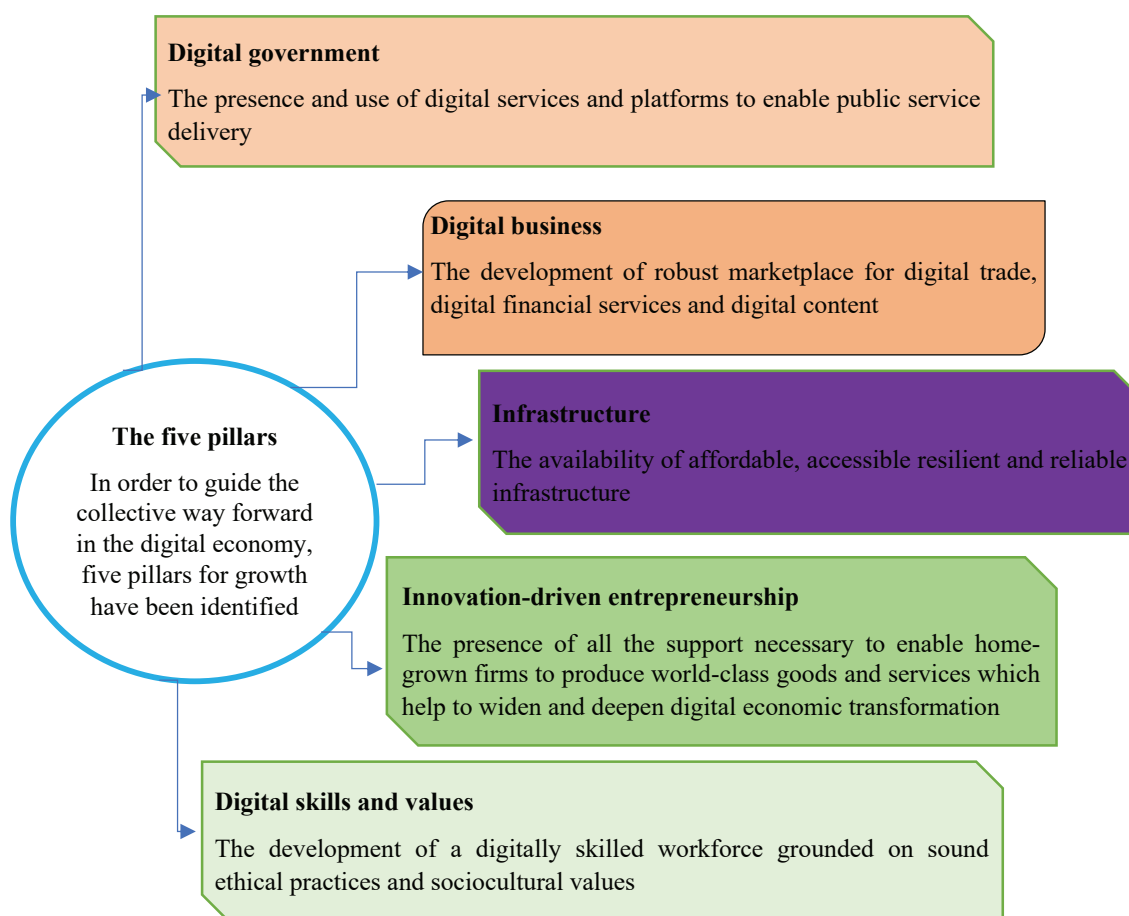 Digital government
The presence and use of digital services and platforms to enable public service
delivery
Digital business
The development of robust marketplace for digital trade,
digital financial services and digital content
Infrastructure
The availability of affordable, accessible resilient and reliable
infrastructure
The five pillars
In order to guide the
collective way forward
in the digital economy,
five pillars for growth
have been identified
Innovation-driven entrepreneurship
The presence of all the support necessary to enable home-
grown firms to produce world-class goods and services which
help to widen and deepen digital economic transformation
Digital skills and values
The development of a digitally skilled workforce grounded on sound
ethical practices and sociocultural values